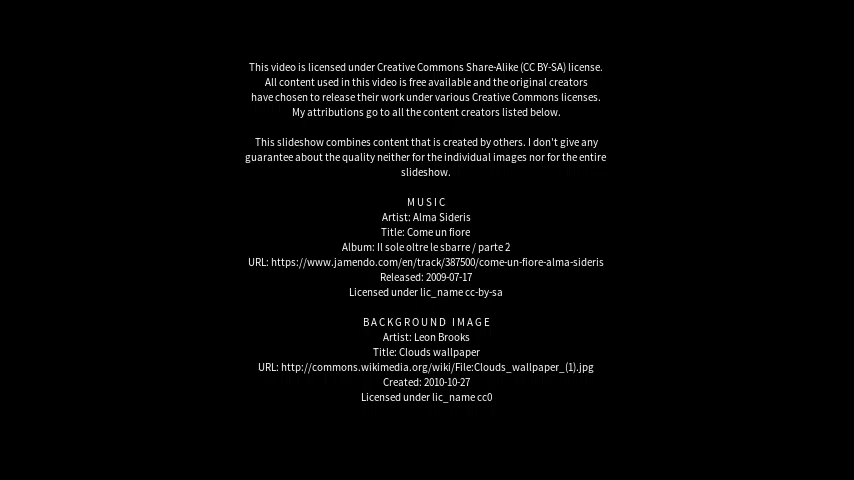 This video is licensed under Creative Commons Share-Alike (CC BY-SA) license.
All content used in this video is free available and the original creators
have chosen to release their work under various Creative Commons licenses.
My attributions go to all the content creators listed below.
This slideshow combines content that is created by others. I don't give any
guarantee about the quality neither for the individual images nor for the entire
slideshow.
MUSIC
Artist: Alma Sideris
Title: Come un fiore
Album: Il sole oltre le sbarre / parte 2
URL: https://www.jamendo.com/en/track/387500/come-un-fiore-alma-sideris
Released: 2009-07-17
Licensed under lic_name cc-by-sa
BACKGROUND IMAGE
Artist: Leon Brooks
Title: Clouds wallpaper
URL: http://commons.wikimedia.org/wiki/File:Clouds_wallpaper_(1).jpg
Created: 2010-10-27
Licensed under lic_name cc0